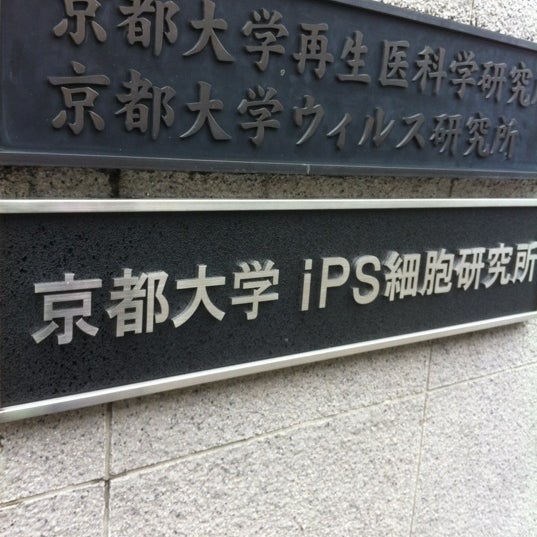 京都大学再生医科学研究所
京都大学ウィルス研究所
京都大学 iPS細胞研究所